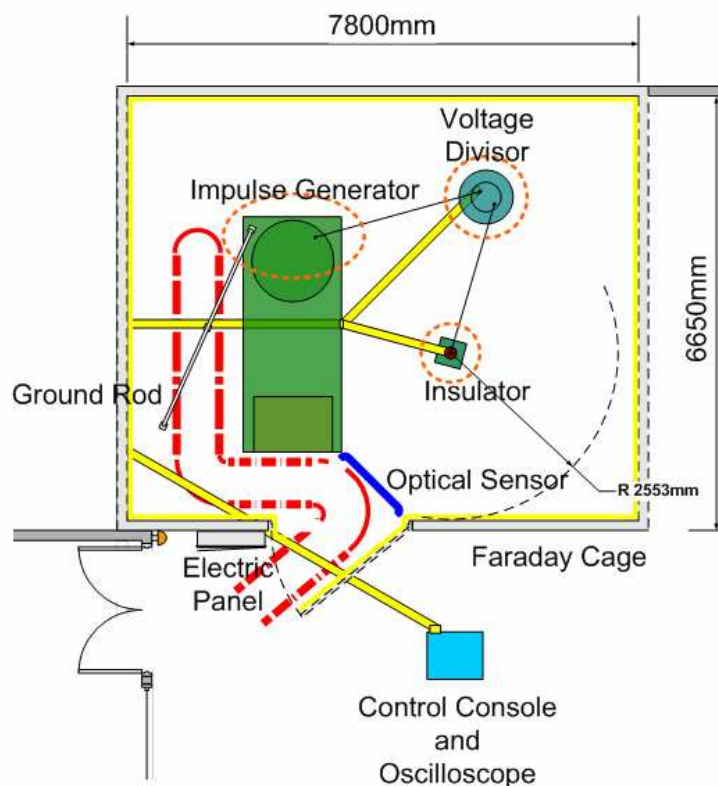 7800mm
Voltage
Divisor
Impulse Generator
6650mm
Ground Rod
Insulator
Optical Sensor
R 2553mm
Electric
Panel
Faraday Cage
Control Console
and
Oscilloscope